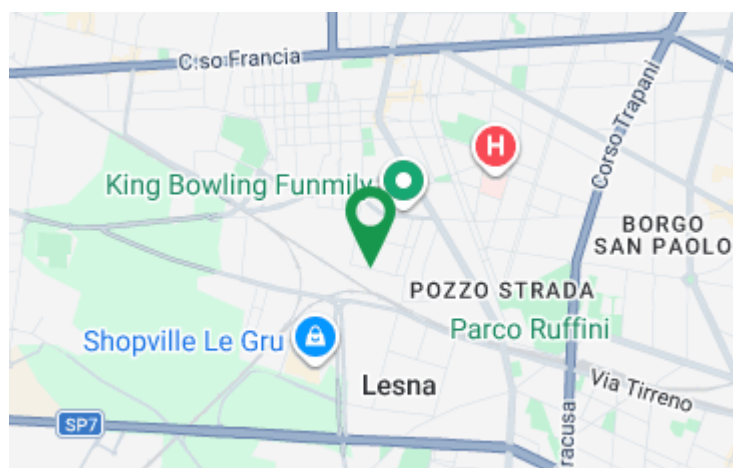 C.so Francia
Corso Trapani
H
King Bowling Funmily
BORGO
SAN PAOLO
POZZO STRADA
Parco Ruffini
Shopville Le Gru
Lesna
Via Tirreno
SP7
racusa